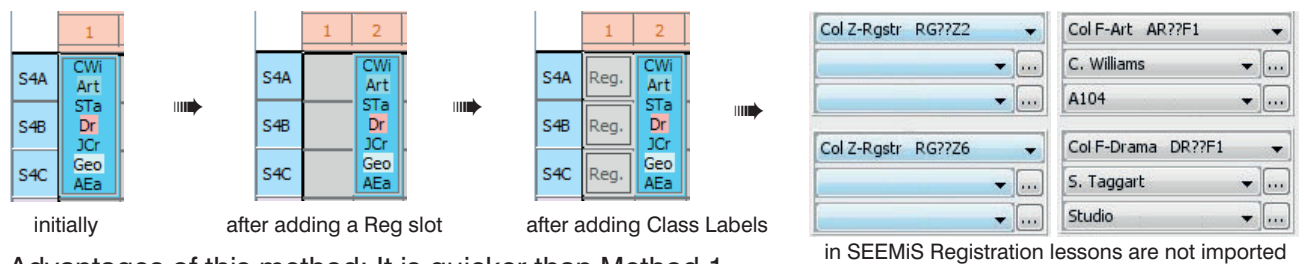 1
S4A
S4B
S4C
CWi
Art
STa
Dr
JCr
Geo
AEa
initially
1 2
S4A
S4B
S4C
CWi
Art
STa
Dr
JCr
Geo
AEa
after adding a Reg slot
1 2
S4A Reg.
S4B Reg.
S4C Reg.
CWi
Art
STa
Dr
JCr
Geo
AEa
after adding Class Labels
Col Z-Rgstr RG??Z2
...
...
Col F-Art AR??F1
C. Williams ...
A104 ...
Col Z-Rgstr RG??Z6
...
...
Col F-Drama DR??F1
S. Taggart ...
Studio ...
in SEEMiS Registration lessons are not imported
Advantages of this method: It is quicker than Method 1